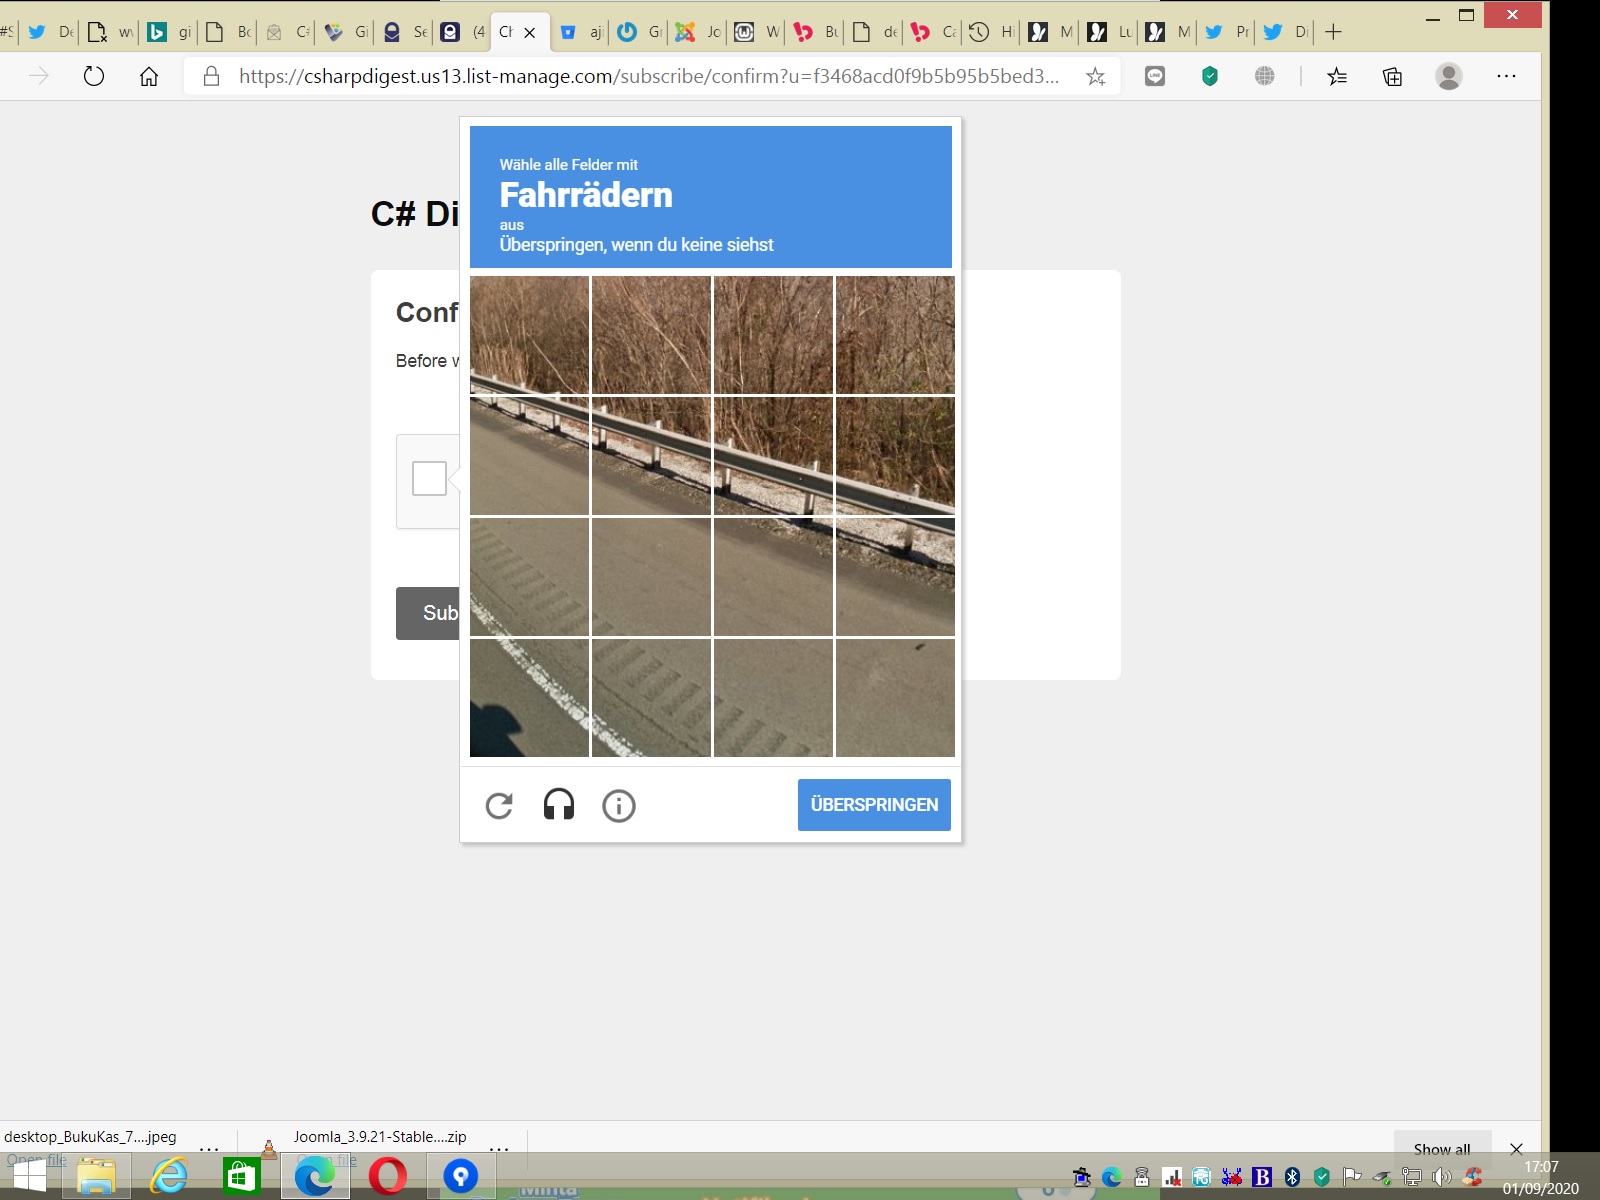 #S De w gi Bc C# Gi Se (4 Ch aj Gi Jo W Bu de Ca Hi M Lu M Pr Di
https://csharpdigest.us13.list-manage.com/subscribe/confirm?u=f3468acd0f9b5b95b5bed3...
C# Di
Conf
Before w
Sub
Wähle alle Felder mit
Fahrrädern
aus
Überspringen, wenn du keine siehst
ÜBERSPRINGEN
desktop_BukuKas_7....jpeg
Open file
Joomla_3.9.21-Stable....zip
Open file
Show all
Minta
17:07
01/09/2020